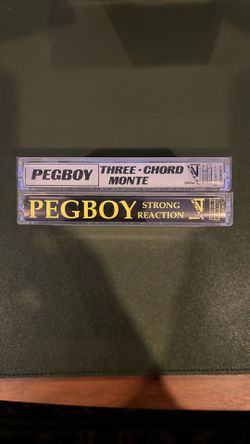 PEGBOY
THREE-CHORD
MONTE
PEGBOY
STRONG
REACTION